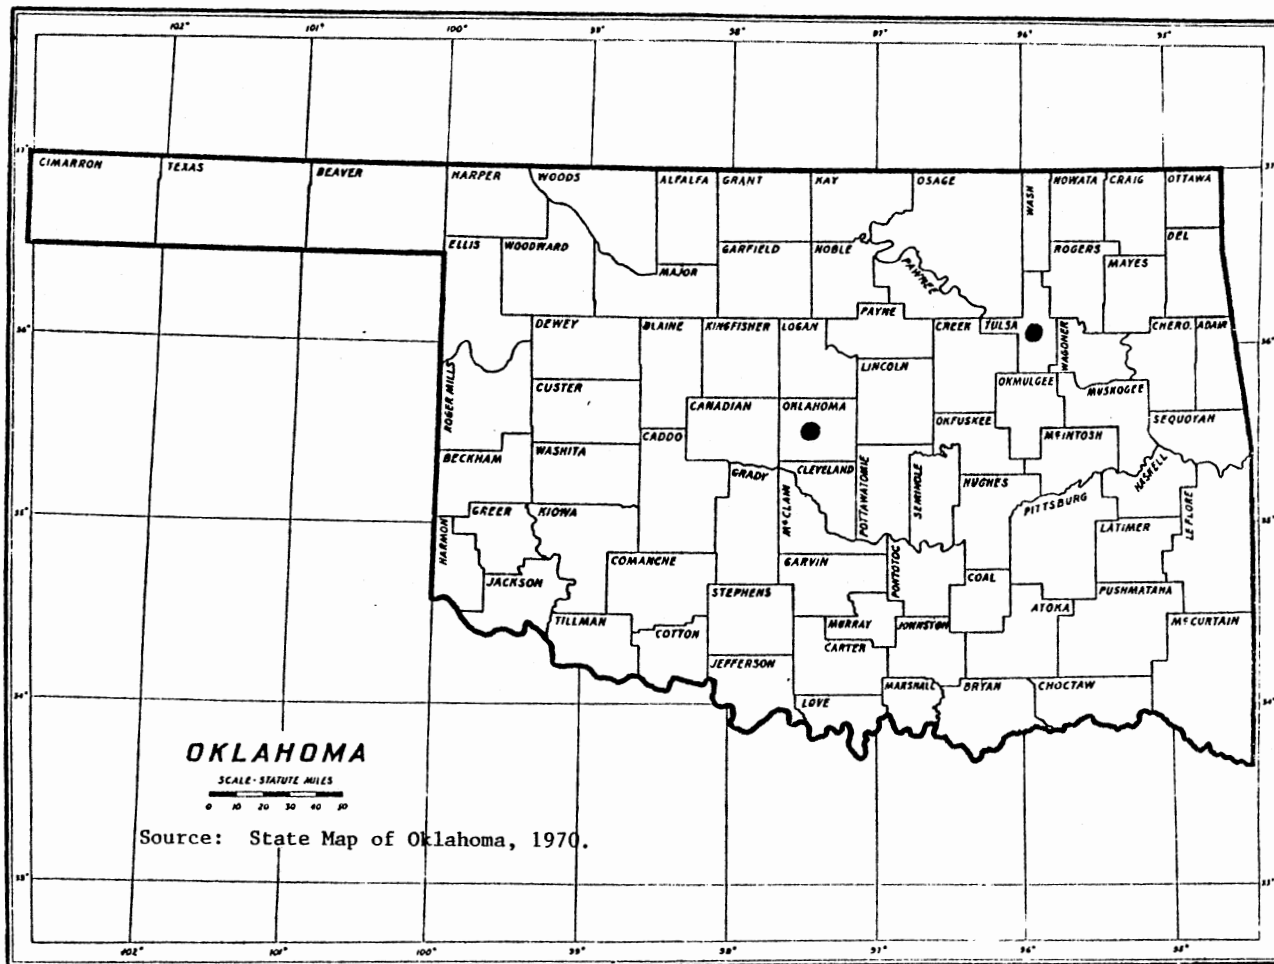 102° 101° 100° 99° 98° 97° 96° 95°
37° 37°
CIMARRON TEXAS BEAVER HARPER WOODS ALFALFA GRANT KAY OSAGE WASH NOWATA CRAIG OTTAWA
ELLIS WOODWARD GARFIELD NOBLE ROGERS DEL
MAJOR PAWNEE MAYES
PAYNE
36° DEWEY BLAINE KINGFISHER LOGAN CREEK TULSA WAGONER CHERO. ADAIR 36°
ROGER MILLS CUSTER LINCOLN OKMULGEE MUSKOGEE
CANADIAN OKLAHOMA OKFUSKEE SEQUOYAH
BECKHAM WASHITA CADDO McINTOSH
GRADY CLEVELAND POTTAWATOMIE SEMINOLE HUGHES HASKELL
35° GREER KIOWA McCLAIN PITTSBURG LEFLORE 35°
HARMON LATIMER
JACKSON COMANCHE GARVIN PONTOTOC COAL
STEPHENS ATOKA PUSHMATAHA
TILLMAN COTTON MURRAY JOHNSTON McCURTAIN
JEFFERSON CARTER
MARSHALL BRYAN CHOCTAW
34° LOVE 34°
OKLAHOMA
SCALE - STATUTE MILES
0 10 20 30 40 50
Source: State Map of Oklahoma, 1970.
33° 33°
102° 101° 100° 99° 98° 97° 96° 95°